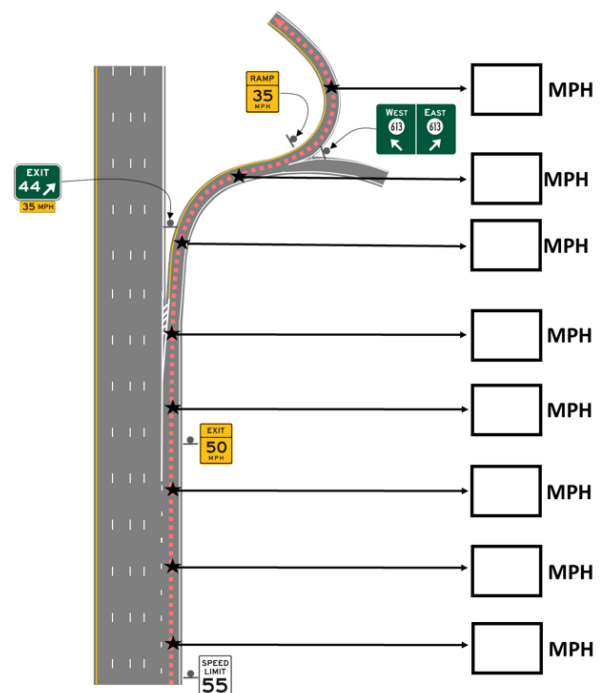 MPH
RAMP
35
MPH
WEST
613
EAST
613
EXIT
44
35 MPH
MPH
MPH
MPH
MPH
EXIT
50
MPH
MPH
MPH
MPH
SPEED
LIMIT
55